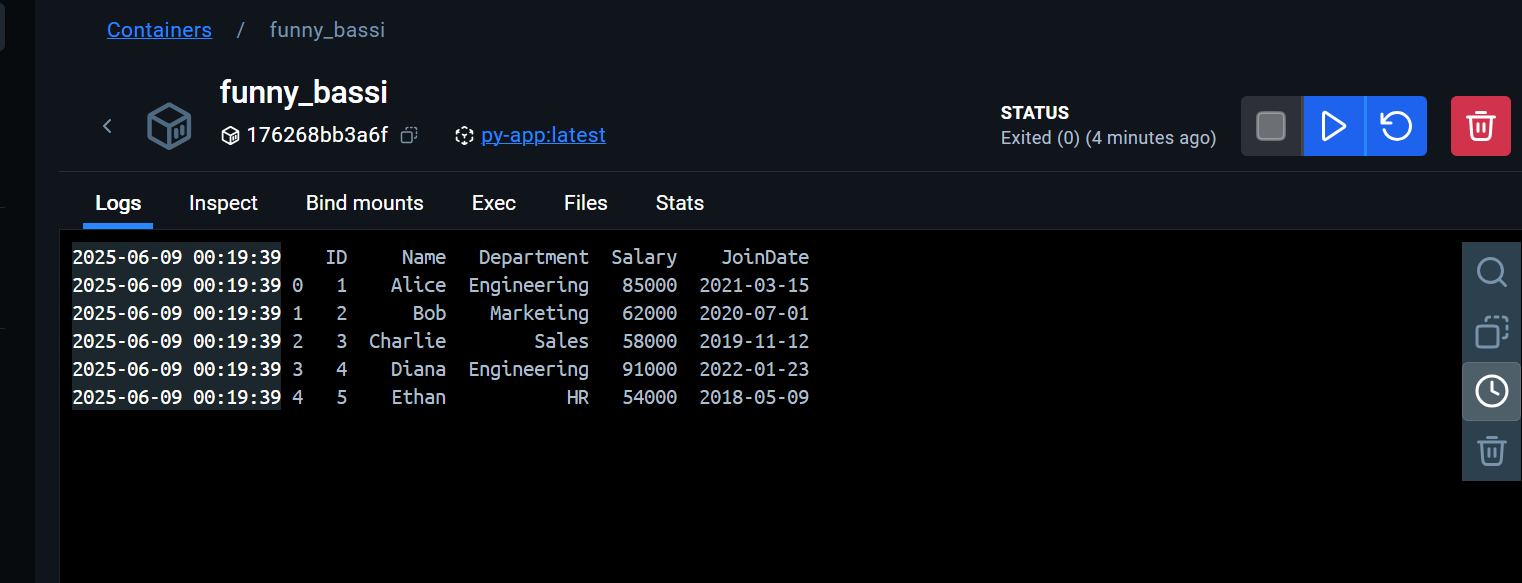 Containers / funny_bassi
funny_bassi
176268bb3a6f py-app:latest
STATUS
Exited (0) (4 minutes ago)
Logs Inspect Bind mounts Exec Files Stats
2025-06-09 00:19:39    ID     Name   Department  Salary    JoinDate
2025-06-09 00:19:39 0   1    Alice  Engineering   85000  2021-03-15
2025-06-09 00:19:39 1   2      Bob    Marketing   62000  2020-07-01
2025-06-09 00:19:39 2   3  Charlie        Sales   58000  2019-11-12
2025-06-09 00:19:39 3   4    Diana  Engineering   91000  2022-01-23
2025-06-09 00:19:39 4   5    Ethan           HR   54000  2018-05-09